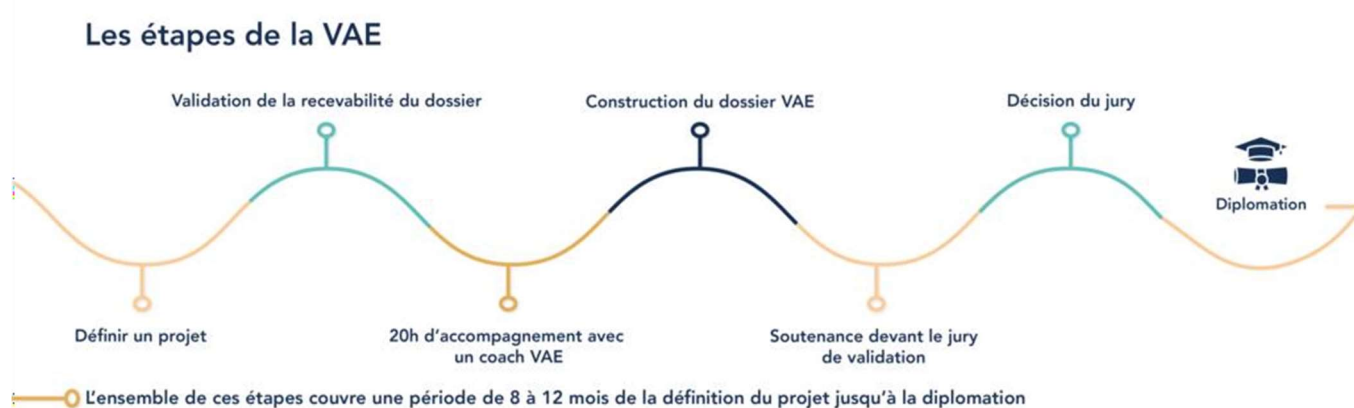 Les étapes de la VAE
Validation de la recevabilité du dossier
Construction du dossier VAE
Décision du jury
Diplomation
Définir un projet
20h d'accompagnement avec
un coach VAE
Soutenance devant le jury
de validation
L'ensemble de ces étapes couvre une période de 8 à 12 mois de la définition du projet jusqu'à la diplomation